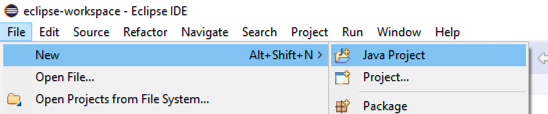 eclipse-workspace - Eclipse IDE
File Edit Source Refactor Navigate Search Project Run Window Help
New Alt+Shift+N > Java Project
Open File... Project...
Open Projects from File System... Package